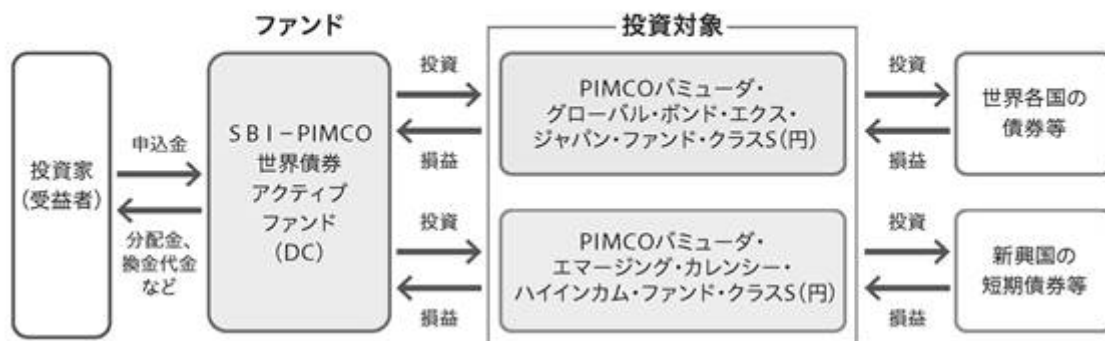 ファンド
投資対象
投資家
(受益者)
申込金
分配金、
換金代金
など
SBI-PIMCO
世界債券
アクティブ
ファンド
(DC)
投資
損益
投資
損益
PIMCOバミューダ・
グローバル・ボンド・エクス・
ジャパン・ファンド・クラスS(円)
PIMCOバミューダ・
エマージング・カレンシー・
ハイインカム・ファンド・クラスS(円)
投資
損益
投資
損益
世界各国の
債券等
新興国の
短期債券等